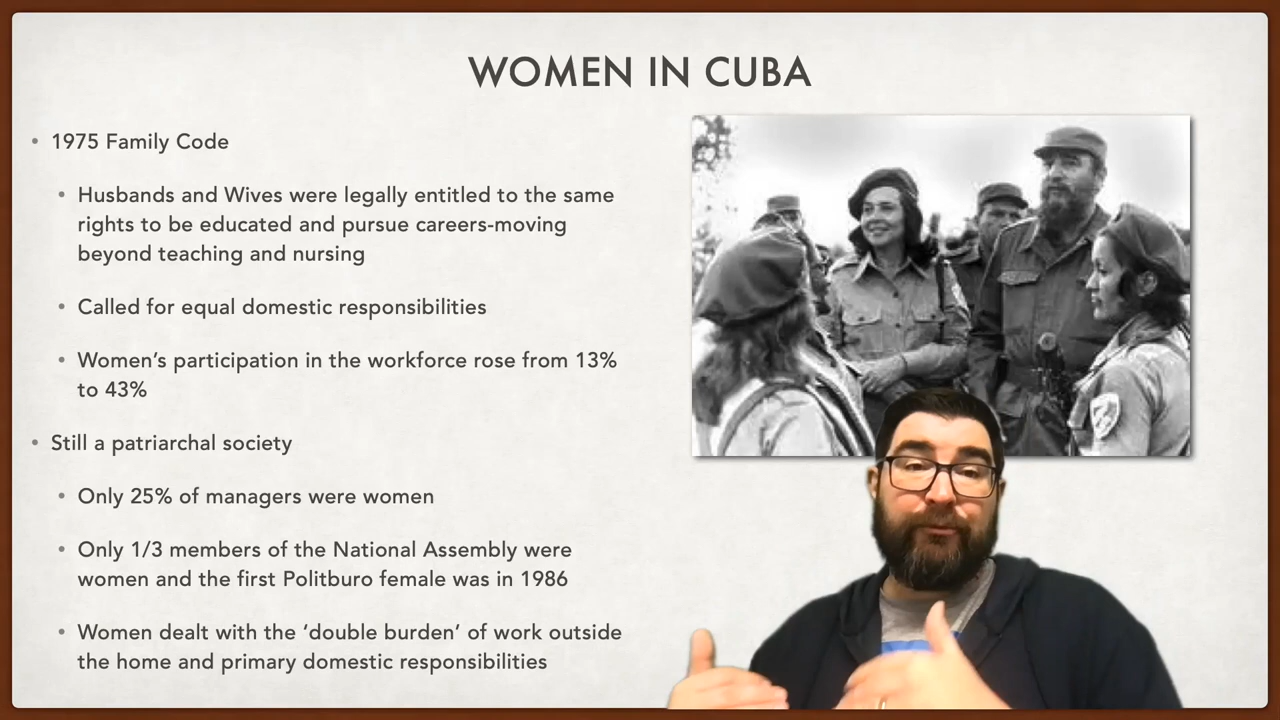 WOMEN IN CUBA
• 1975 Family Code
• Husbands and Wives were legally entitled to the same
rights to be educated and pursue careers-moving
beyond teaching and nursing
• Called for equal domestic responsibilities
• Women’s participation in the workforce rose from 13%
to 43%
• Still a patriarchal society
• Only 25% of managers were women
• Only 1/3 members of the National Assembly were
women and the first Politburo female was in 1986
• Women dealt with the ‘double burden’ of work outside
the home and primary domestic responsibilities